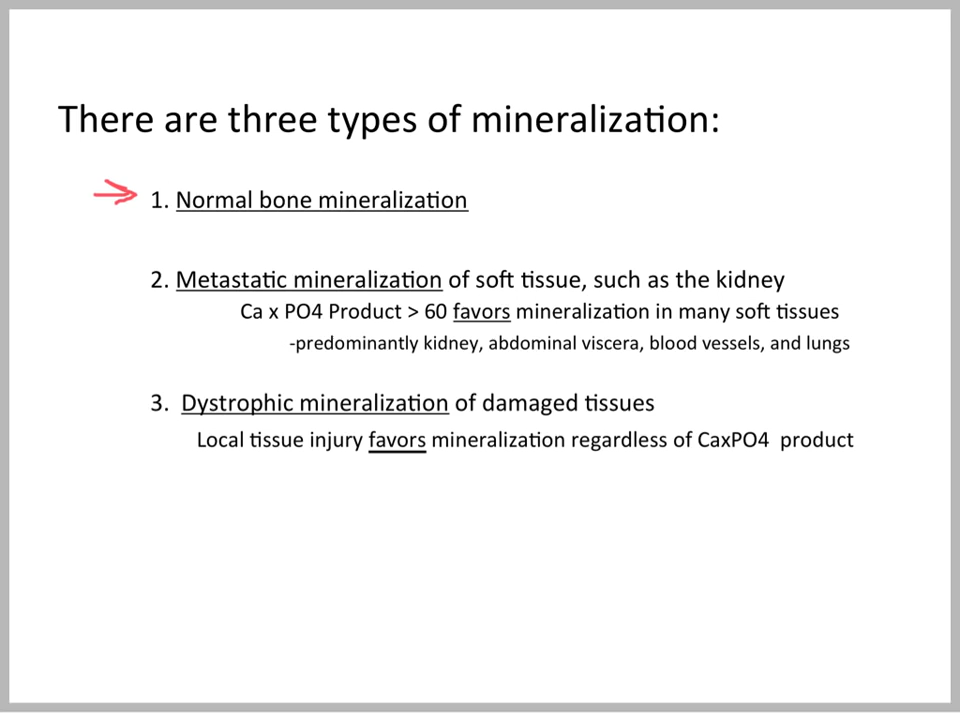 There are three types of mineralization:
1. Normal bone mineralization
2. Metastatic mineralization of soft tissue, such as the kidney
Ca x PO4 Product > 60 favors mineralization in many soft tissues
-predominantly kidney, abdominal viscera, blood vessels, and lungs
3. Dystrophic mineralization of damaged tissues
Local tissue injury favors mineralization regardless of CaxPO4 product